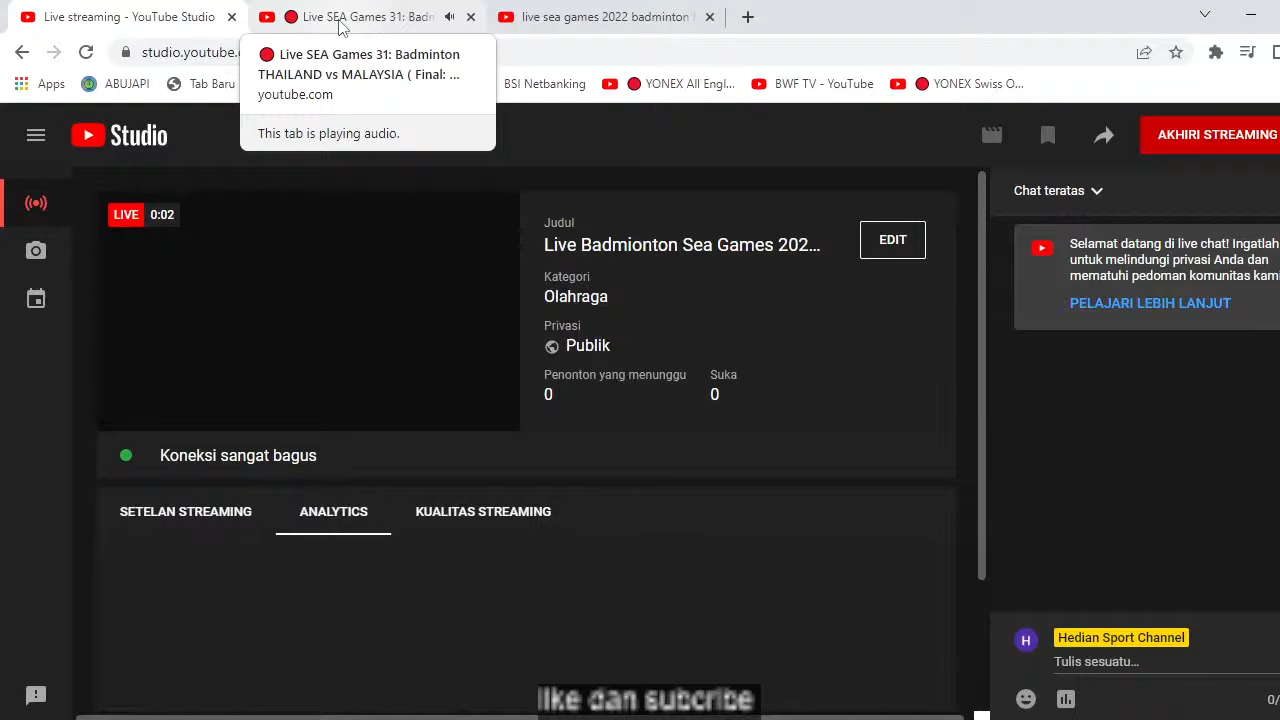 Live streaming - YouTube Studio
Live SEA Games 31: Badn
live sea games 2022 badminton
studio.youtube.
Live SEA Games 31: Badminton
THAILAND vs MALAYSIA ( Final: ...
youtube.com
This tab is playing audio.
Apps
ABUJAPI
Tab Baru
BSI Netbanking
YONEX All Engl...
BWF TV - YouTube
YONEX Swiss O...
Studio
AKHIRI STREAMING
LIVE 0:02
Judul
Live Badmionton Sea Games 202...
EDIT
Kategori
Olahraga
Privasi
Publik
Penonton yang menunggu
Suka
0
0
Koneksi sangat bagus
SETELAN STREAMING
ANALYTICS
KUALITAS STREAMING
Chat teratas
Selamat datang di live chat! Ingatlah
untuk melindungi privasi Anda dan
mematuhi pedoman komunitas kami
PELAJARI LEBIH LANJUT
H
Hedian Sport Channel
Tulis sesuatu...
0/
like dan subcribe